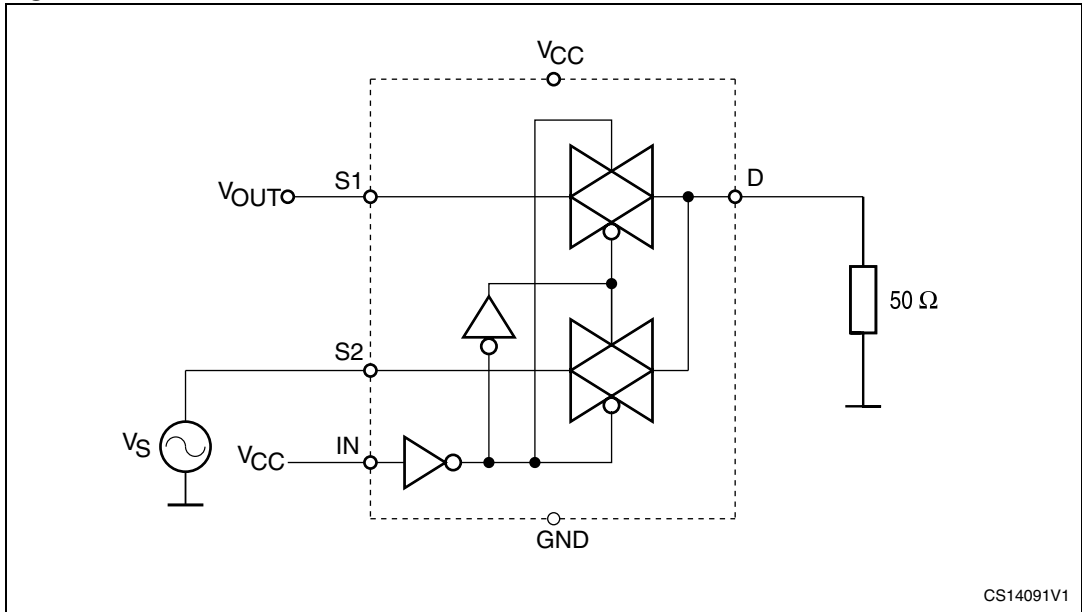 VCC
S1
D
VOUT
50 Ω
S2
VS
VCC
IN
GND
CS14091V1